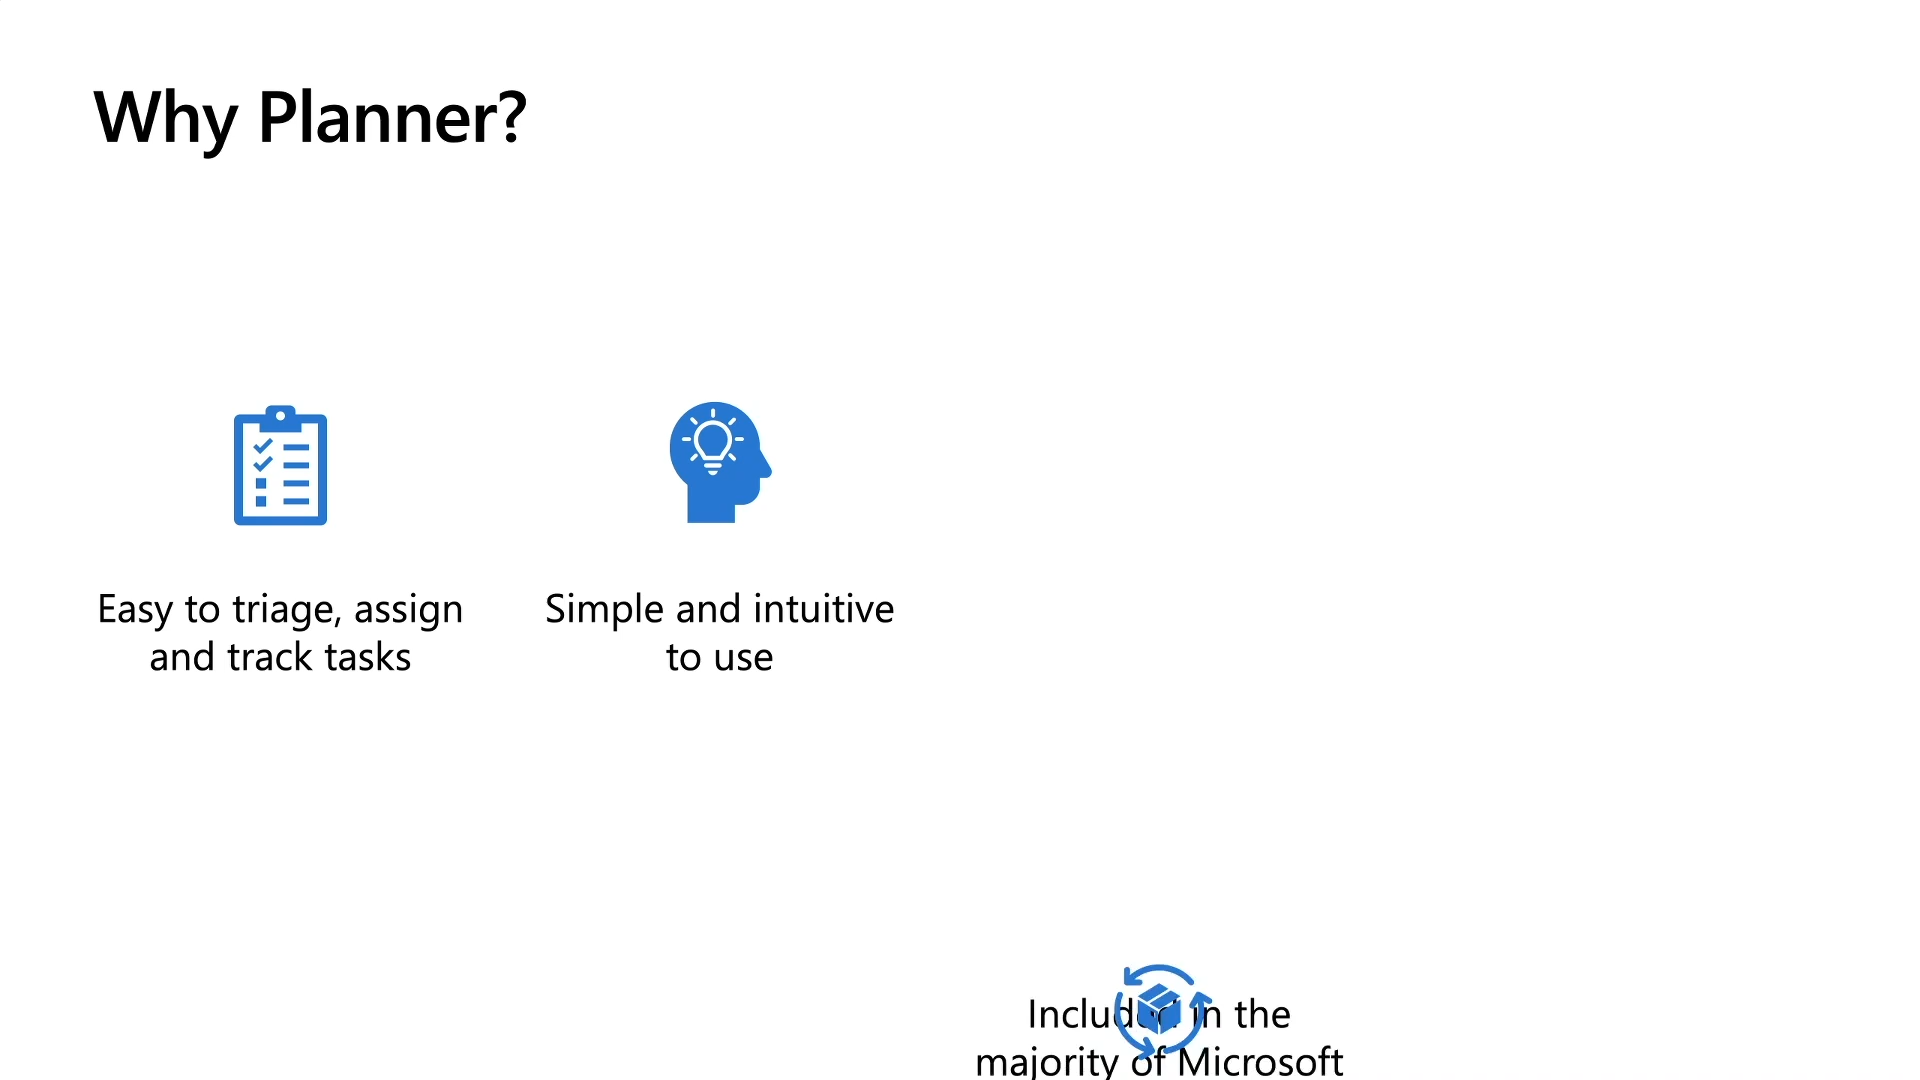 Why Planner?
Easy to triage, assign
and track tasks
Simple and intuitive
to use
Included in the
majority of Microsoft